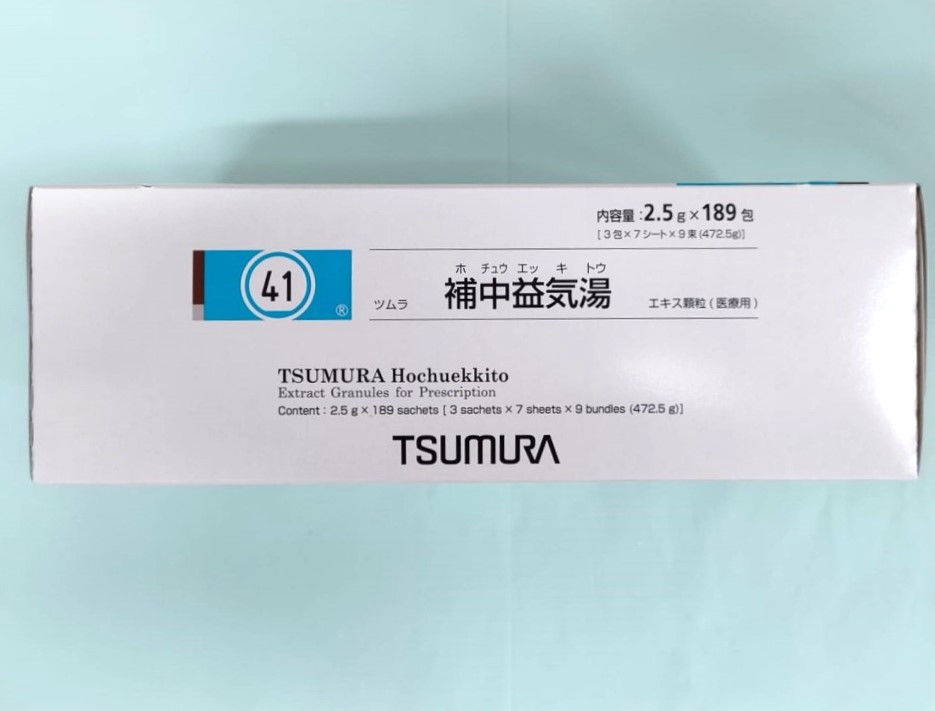 内容量:2.5g×189包
[3包×7シート×9束(472.5g)]
41
®
ホ チュウ エッ キ トウ
ツムラ 補中益気湯 エキス顆粒(医療用)
TSUMURA Hochuekkito
Extract Granules for Prescription
Content : 2.5 g × 189 sachets [ 3 sachets × 7 sheets × 9 bundles (472.5 g)]
TSUMURA